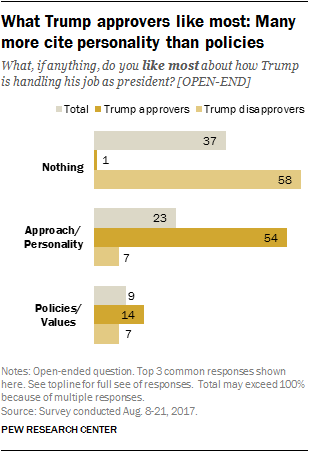 What Trump approvers like most: Many
more cite personality than policies
What, if anything, do you like most about how Trump
is handling his job as president? [OPEN-END]
Total Trump approvers Trump disapprovers
37
Nothing 1
58
23
Approach/
Personality 54
7
9
Policies/
Values 14
7
Notes: Open-ended question. Top 3 common responses shown
here. See topline for full see of responses. Total may exceed 100%
because of multiple responses.
Source: Survey conducted Aug. 8-21, 2017.
PEW RESEARCH CENTER